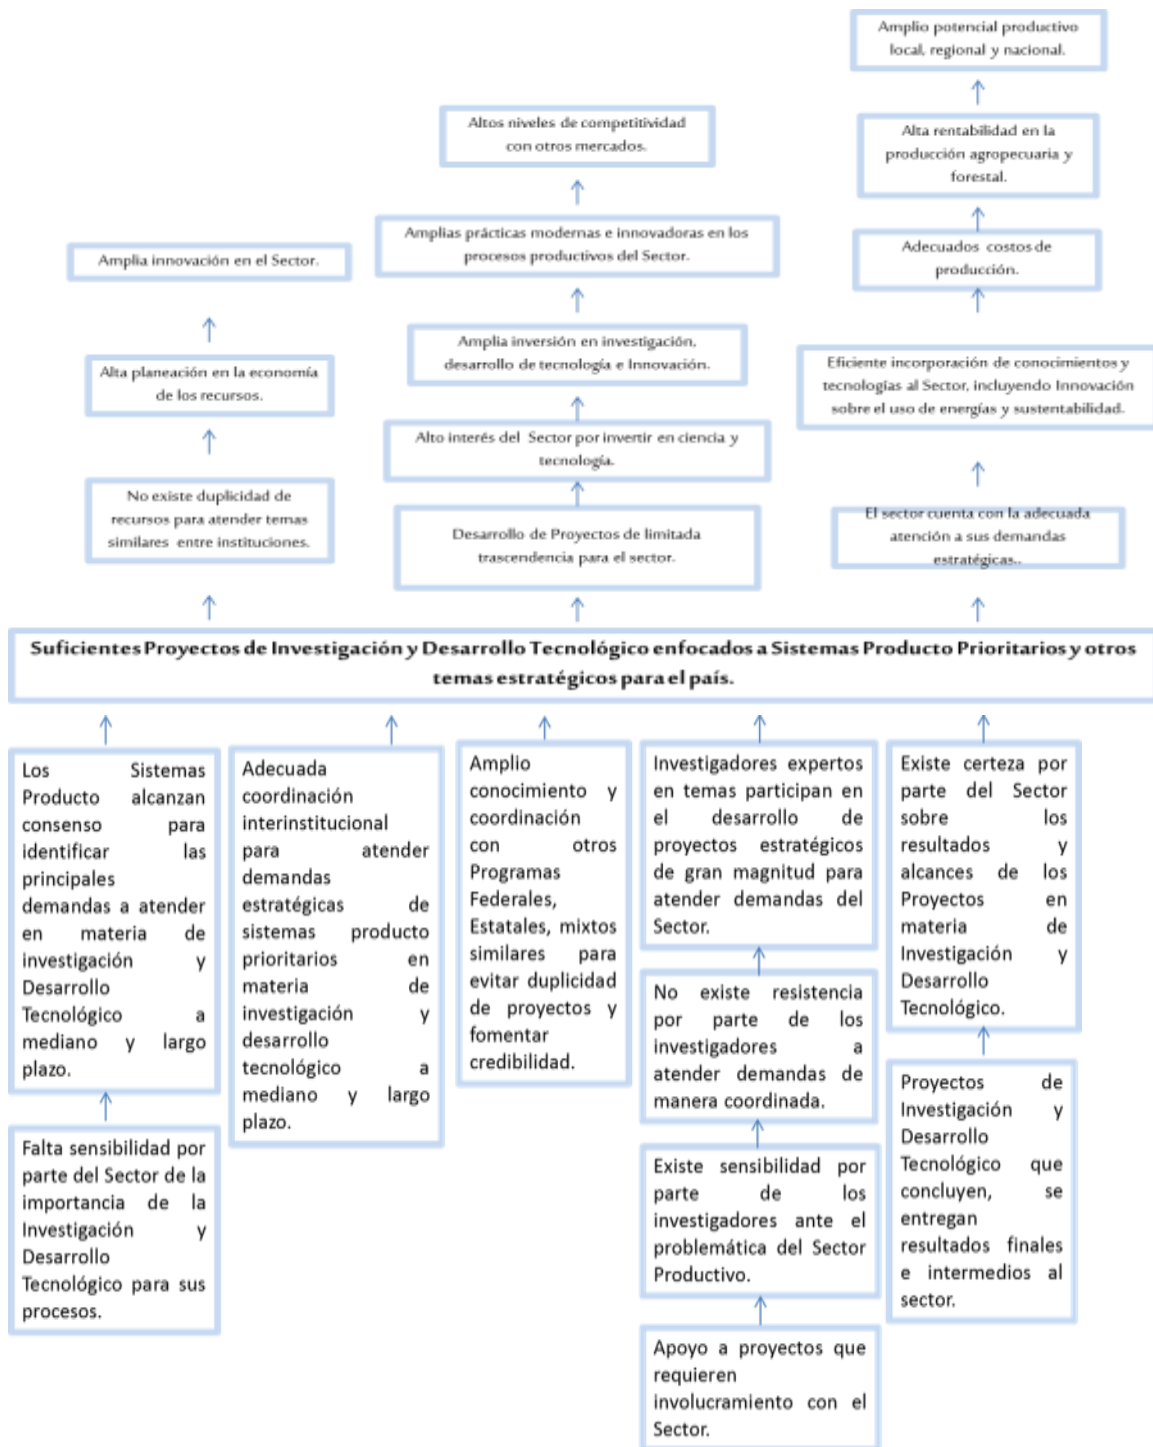 Amplio potencial productivo
local, regional y nacional.
Altos niveles de competitividad
con otros mercados.
Alta rentabilidad en la
producción agropecuaria y
forestal.
Amplia innovación en el Sector.
Amplias prácticas modernas e innovadoras en los
procesos productivos del Sector.
Adecuados costos de
producción.
Alta planeación en la economía
de los recursos.
Amplia inversión en investigación,
desarrollo de tecnología e Innovación.
Eficiente incorporación de conocimientos y
tecnologías al Sector, incluyendo Innovación
sobre el uso de energías y sustentabilidad.
Alto interés del Sector por invertir en ciencia y
tecnología.
No existe duplicidad de
recursos para atender temas
similares entre instituciones.
Desarrollo de Proyectos de limitada
trascendencia para el sector.
El sector cuenta con la adecuada
atención a sus demandas
estratégicas..
Suficientes Proyectos de Investigación y Desarrollo Tecnológico enfocados a Sistemas Producto Prioritarios y otros
temas estratégicos para el país.
Los Sistemas
Producto alcanzan
consenso para
identificar las
principales
demandas a atender
en materia de
investigación y
Desarrollo
Tecnológico a
mediano y largo
plazo.
Falta sensibilidad por
parte del Sector de la
importancia de la
Investigación y
Desarrollo
Tecnológico para sus
procesos.
Adecuada
coordinación
interinstitucional
para atender
demandas
estratégicas de
sistemas producto
prioritarios en
materia de
investigación y
desarrollo
tecnológico a
mediano y largo
plazo.
Amplio
conocimiento y
coordinación
con otros
Programas
Federales,
Estatales, mixtos
similares para
evitar duplicidad
de proyectos y
fomentar
credibilidad.
Investigadores expertos
en temas participan en
el desarrollo de
proyectos estratégicos
de gran magnitud para
atender demandas del
Sector.
No existe resistencia
por parte de los
investigadores a
atender demandas de
manera coordinada.
Existe sensibilidad por
parte de los
investigadores ante el
problemática del Sector
Productivo.
Apoyo a proyectos que
requieren
involucramiento con el
Sector.
Existe certeza por
parte del Sector
sobre los
resultados y
alcances de los
Proyectos en
materia de
Investigación y
Desarrollo
Tecnológico.
Proyectos de
Investigación y
Desarrollo
Tecnológico que
concluyen, se
entregan
resultados finales
e intermedios al
sector.